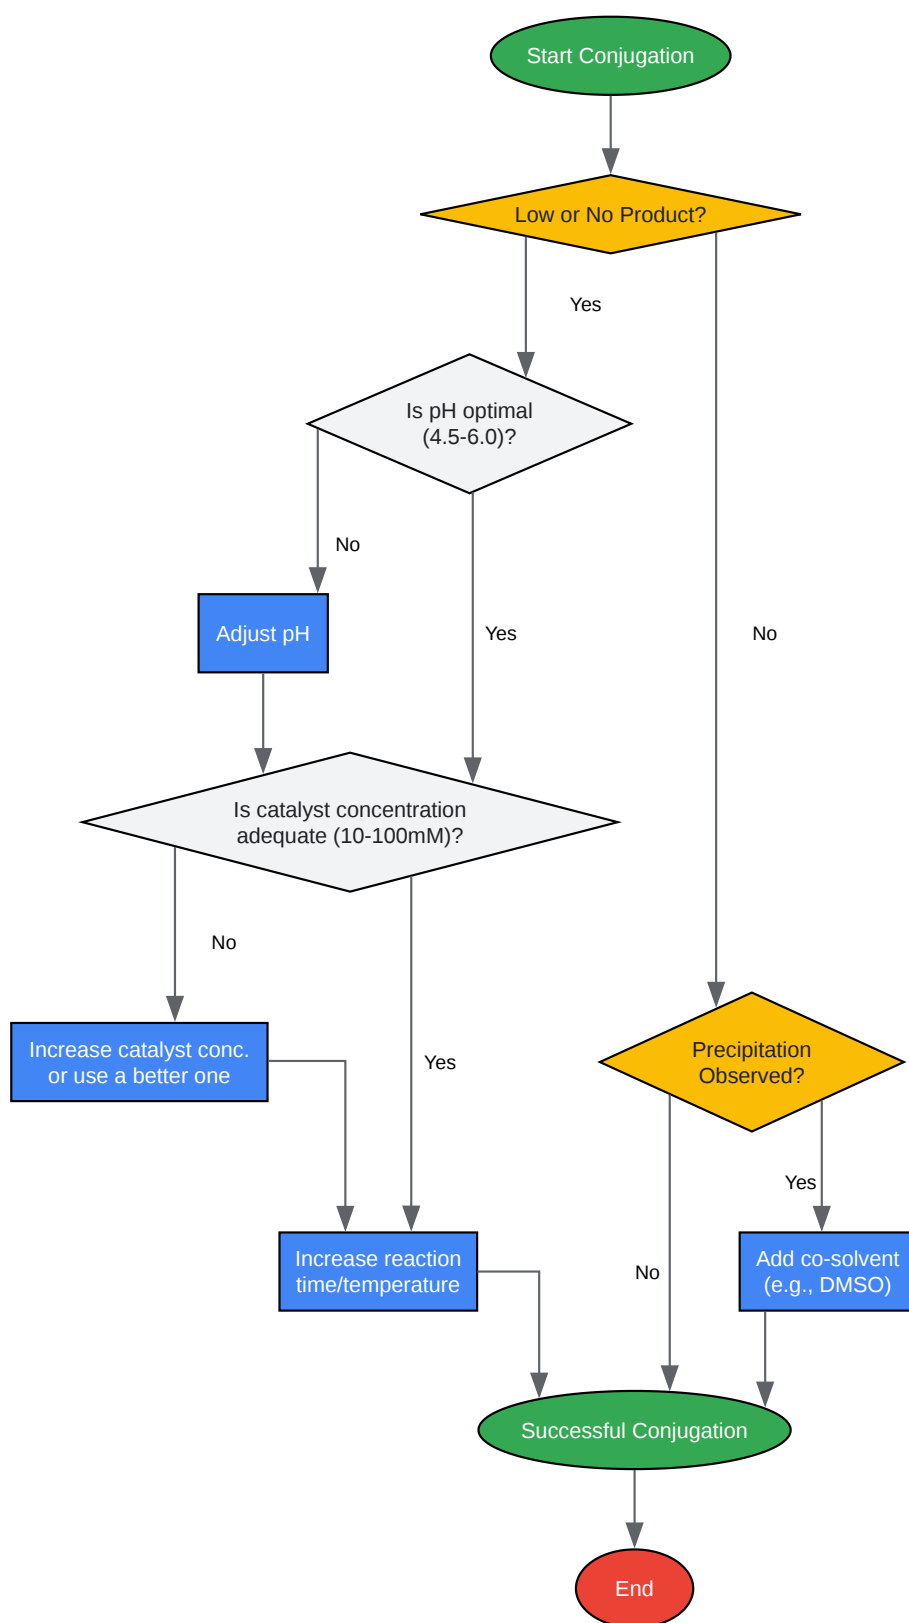 Start Conjugation
Low or No Product?
Yes
Is pH optimal
(4.5-6.0)?
No
Adjust pH
Yes
No
Is catalyst concentration
adequate (10-100mM)?
No
Increase catalyst conc.
or use a better one
Yes
Precipitation
Observed?
Yes
Increase reaction
time/temperature
No
Add co-solvent
(e.g., DMSO)
Successful Conjugation
End